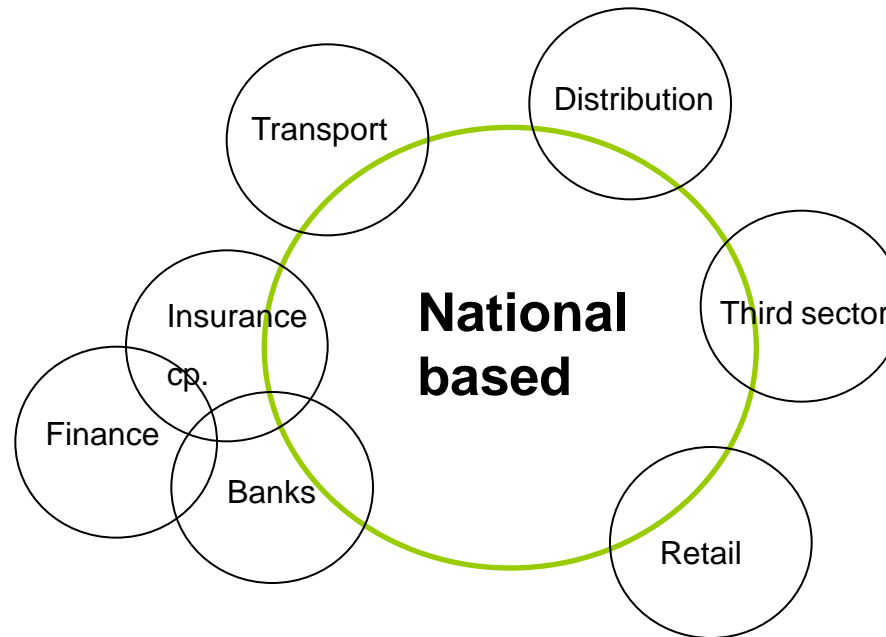 Distribution
Transport
National
based
Insurance
cp.
Third sector
Finance
Banks
Retail